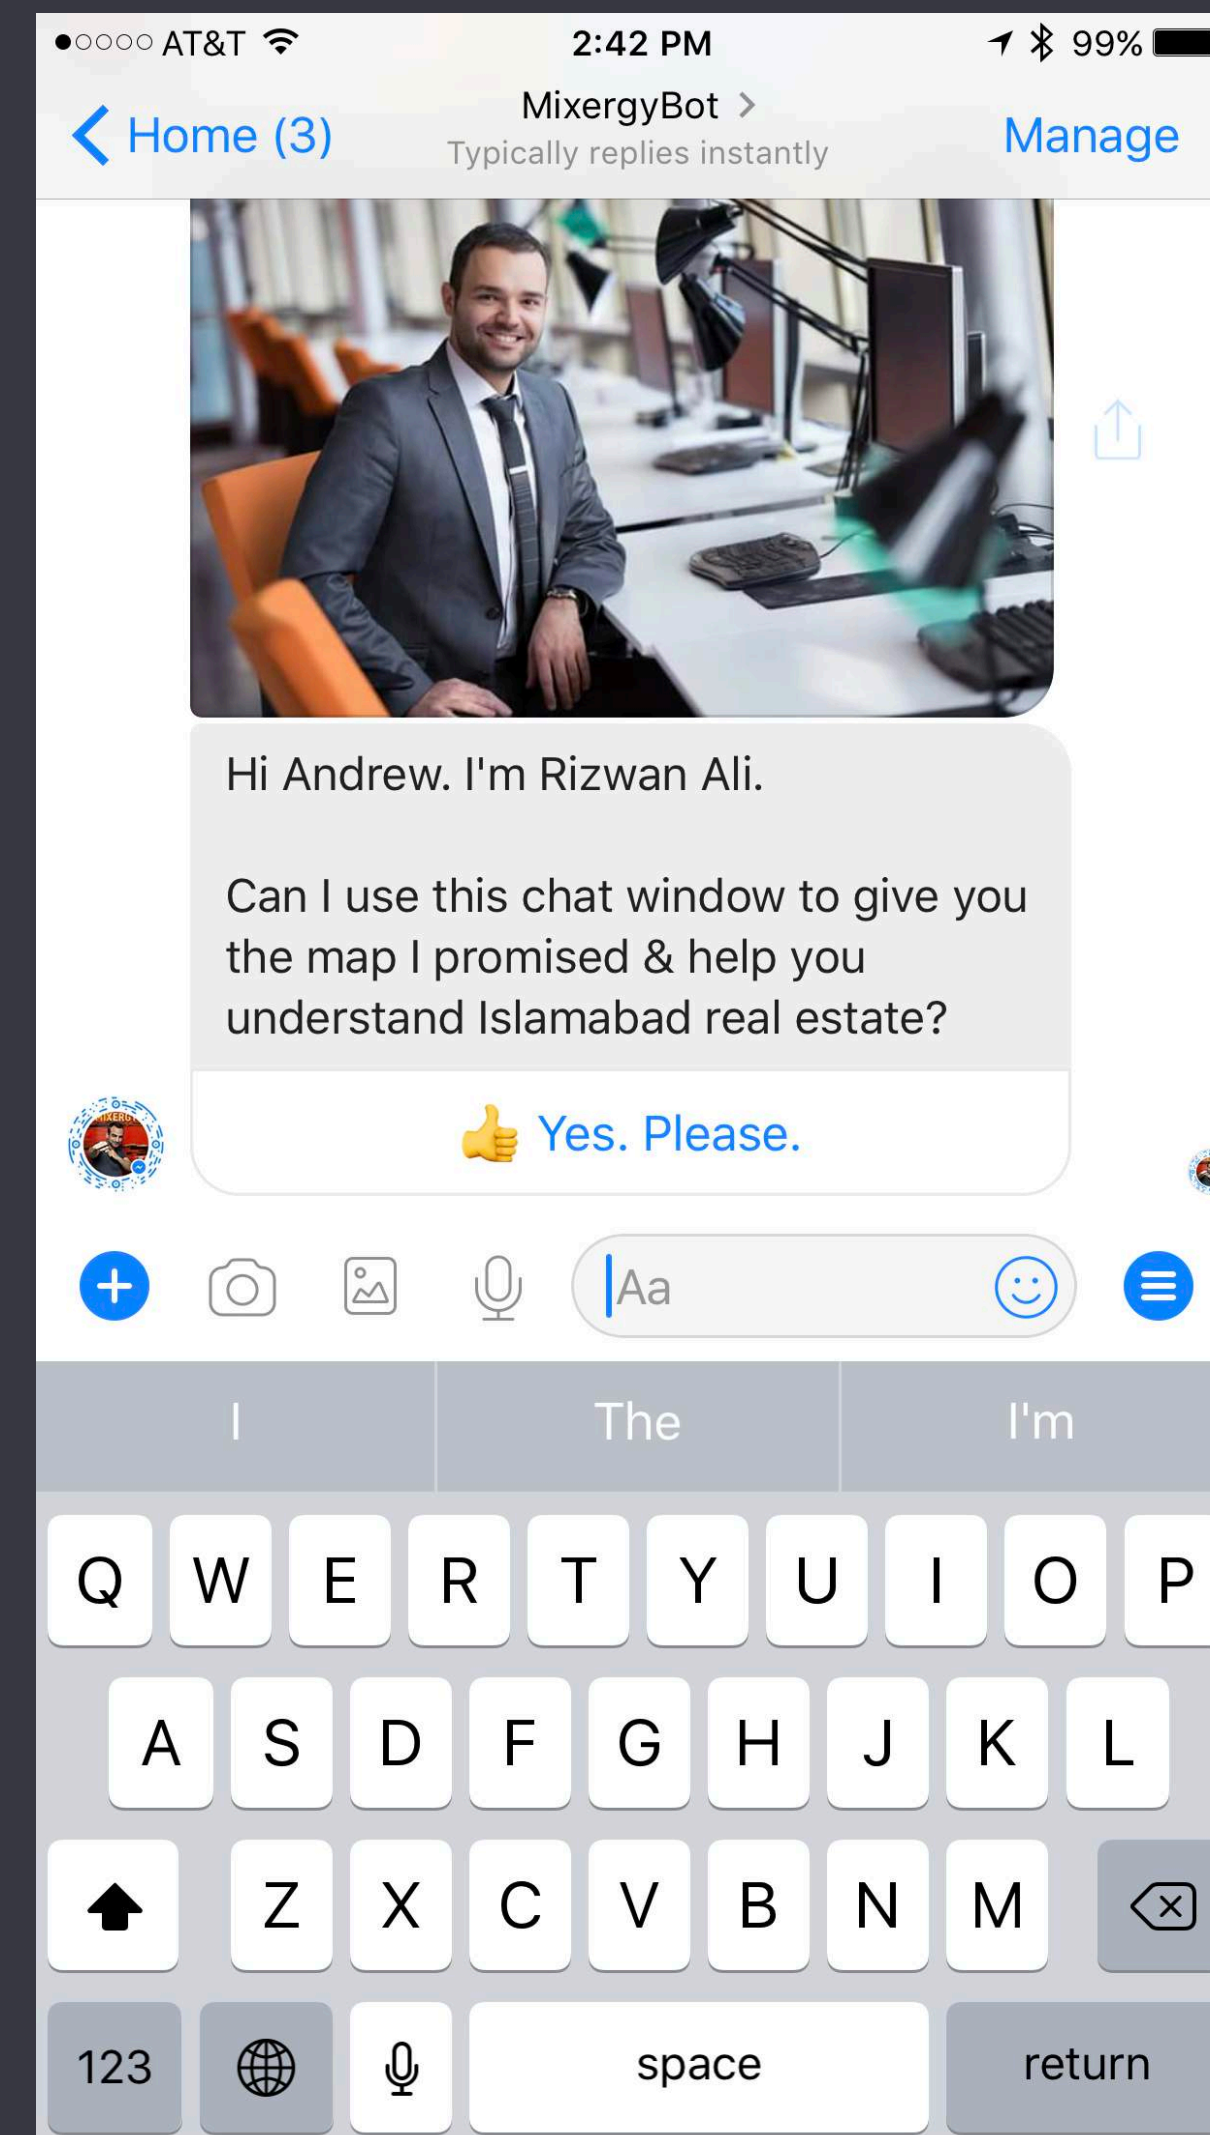 AT&T 2:42 PM 99%
Home (3) MixergyBot Manage
Typically replies instantly
Hi Andrew. I'm Rizwan Ali.
Can I use this chat window to give you
the map I promised & help you
understand Islamabad real estate?
MIXERGY
👍 Yes. Please.
Aa
I The I'm
Q W E R T Y U I O P
A S D F G H J K L
Z X C V B N M
123 space return